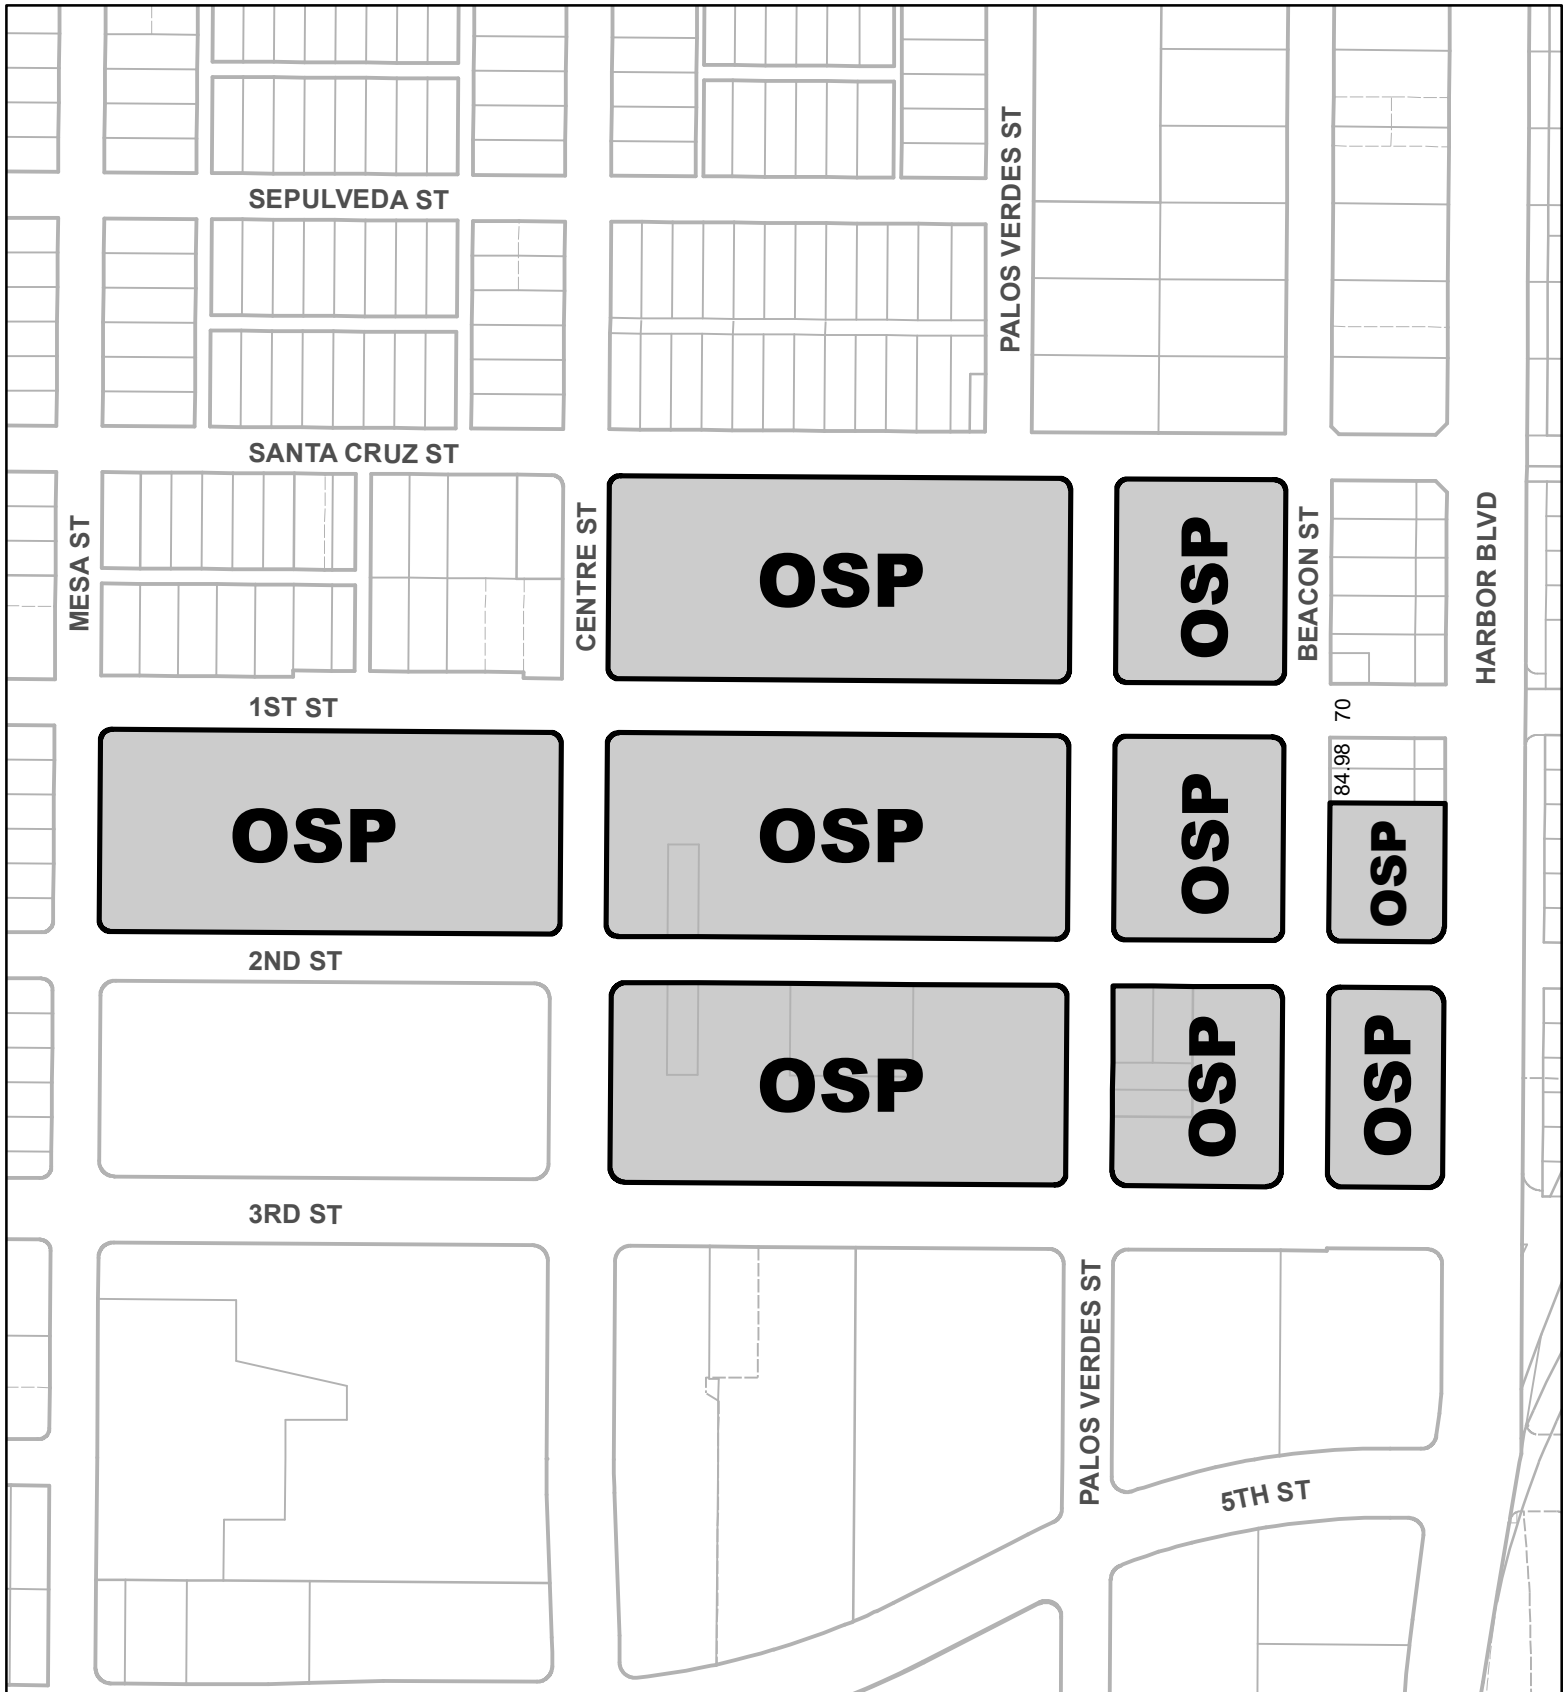 PALOS VERDES ST
SEPULVEDA ST
SANTA CRUZ ST
MESA ST
CENTRE ST
OSP
OSP
BEACON ST
HARBOR BLVD
1ST ST
70
84.98
OSP
OSP
OSP
OSP
2ND ST
OSP
OSP
OSP
3RD ST
PALOS VERDES ST
5TH ST